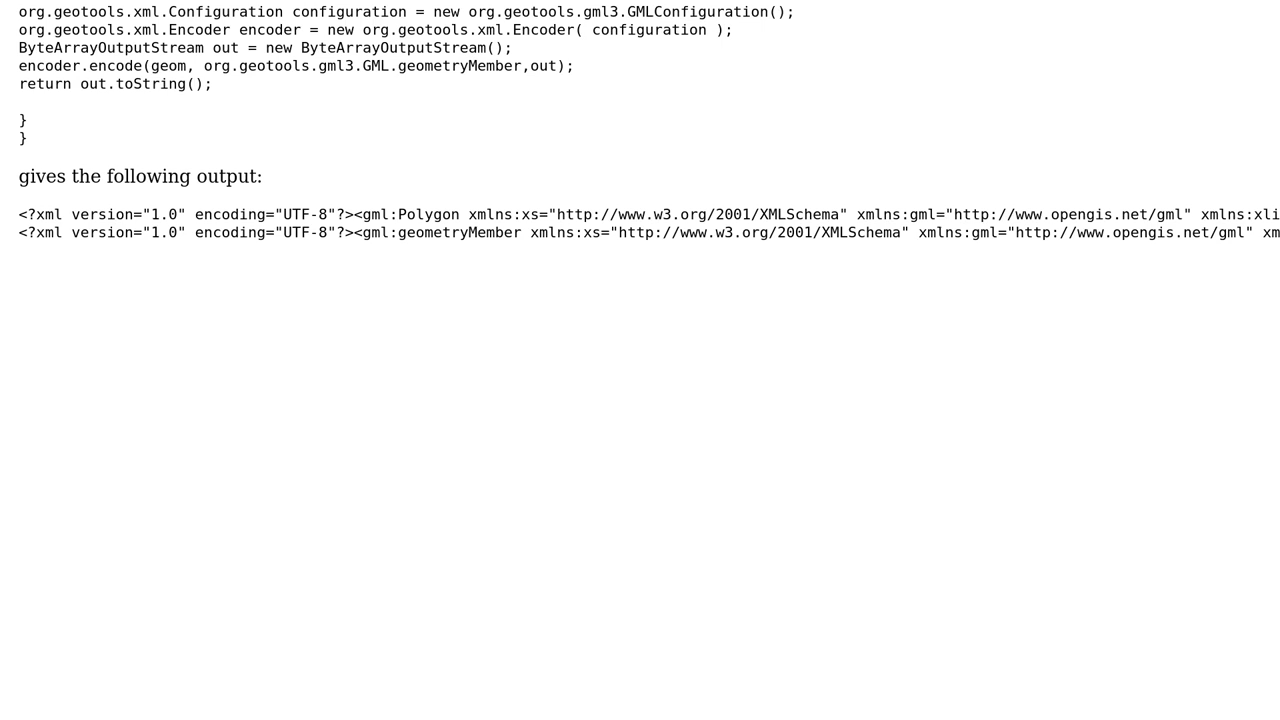 org.geotools.xml.Configuration configuration = new org.geotools.gml3.GMLConfiguration();
org.geotools.xml.Encoder encoder = new org.geotools.xml.Encoder( configuration );
ByteArrayOutputStream out = new ByteArrayOutputStream();
encoder.encode(geom, org.geotools.gml3.GML.geometryMember,out);
return out.toString();
}
}
gives the following output:
<?xml version="1.0" encoding="UTF-8"?><gml:Polygon xmlns:xs="http://www.w3.org/2001/XMLSchema" xmlns:gml="http://www.opengis.net/gml" xmlns:xli
<?xml version="1.0" encoding="UTF-8"?><gml:geometryMember xmlns:xs="http://www.w3.org/2001/XMLSchema" xmlns:gml="http://www.opengis.net/gml" xm